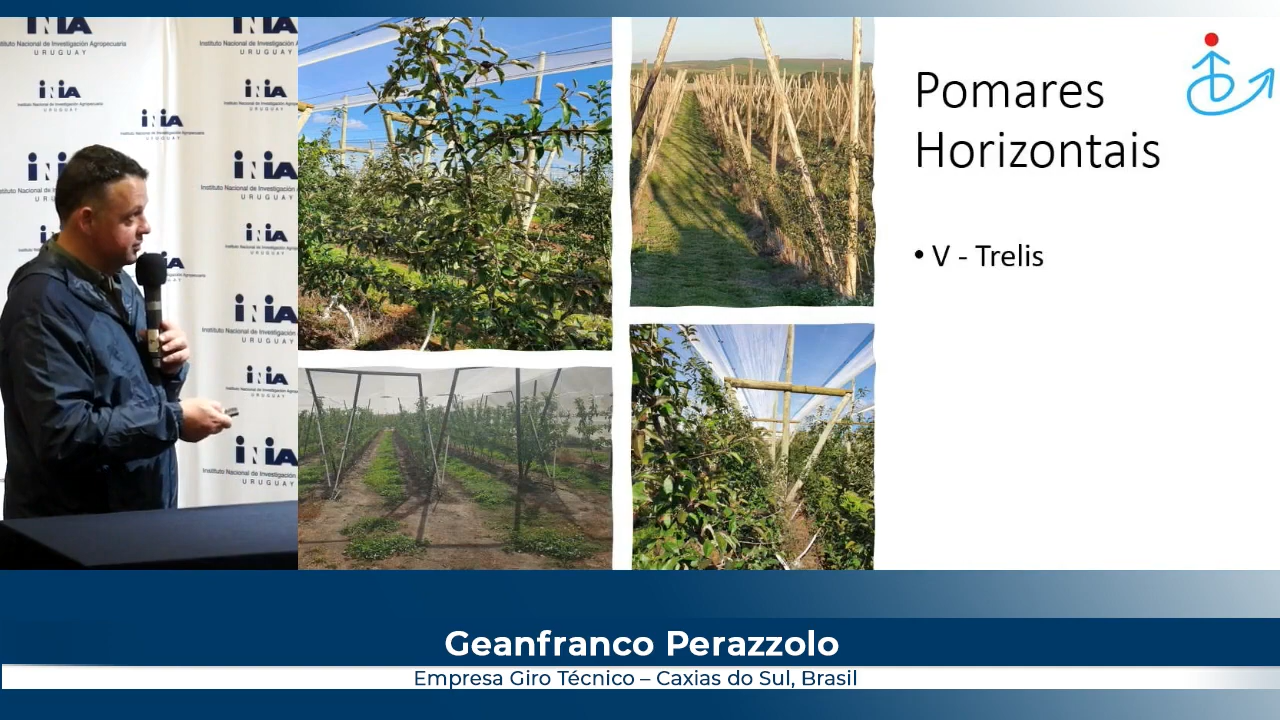 INIA
Instituto Nacional de Investigación Agropecuaria
URUGUAY
Pomares
Horizontais
• V - Trelis
Geanfranco Perazzolo
Empresa Giro Técnico – Caxias do Sul, Brasil